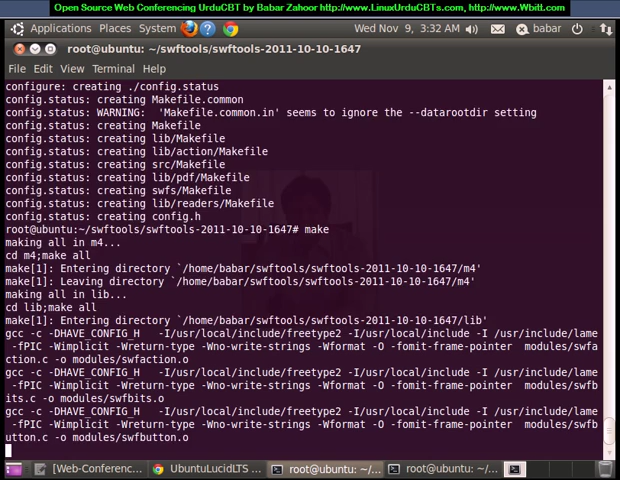 Open Source Web Conferencing UrduCBT by Babar Zahoor http://www.LinuxUrduCBTs.com, http://www.Wbitt.com
Applications Places System Wed Nov 9, 3:32 AM babar
root@ubuntu: ~/swftools/swftools-2011-10-10-1647
File Edit View Terminal Help
configure: creating ./config.status
config.status: creating Makefile.common
config.status: WARNING:  'Makefile.common.in' seems to ignore the --datarootdir setting
config.status: creating Makefile
config.status: creating lib/Makefile
config.status: creating lib/action/Makefile
config.status: creating src/Makefile
config.status: creating lib/pdf/Makefile
config.status: creating swfs/Makefile
config.status: creating lib/readers/Makefile
config.status: creating config.h
root@ubuntu:~/swftools/swftools-2011-10-10-1647# make
making all in m4...
cd m4;make all
make[1]: Entering directory `/home/babar/swftools/swftools-2011-10-10-1647/m4'
make[1]: Leaving directory `/home/babar/swftools/swftools-2011-10-10-1647/m4'
making all in lib...
cd lib;make all
make[1]: Entering directory `/home/babar/swftools/swftools-2011-10-10-1647/lib'
gcc -c -DHAVE_CONFIG_H   -I/usr/local/include/freetype2 -I/usr/local/include -I /usr/include/lame
 -fPIC -Wimplicit -Wreturn-type -Wno-write-strings -Wformat -O -fomit-frame-pointer  modules/swfa
ction.c -o modules/swfaction.o
gcc -c -DHAVE_CONFIG_H   -I/usr/local/include/freetype2 -I/usr/local/include -I /usr/include/lame
 -fPIC -Wimplicit -Wreturn-type -Wno-write-strings -Wformat -O -fomit-frame-pointer  modules/swfb
its.c -o modules/swfbits.o
gcc -c -DHAVE_CONFIG_H   -I/usr/local/include/freetype2 -I/usr/local/include -I /usr/include/lame
 -fPIC -Wimplicit -Wreturn-type -Wno-write-strings -Wformat -O -fomit-frame-pointer  modules/swfb
utton.c -o modules/swfbutton.o
[Web-Conferenc... UbuntuLucidLTS ... root@ubuntu: ~/... root@ubuntu: ~/...